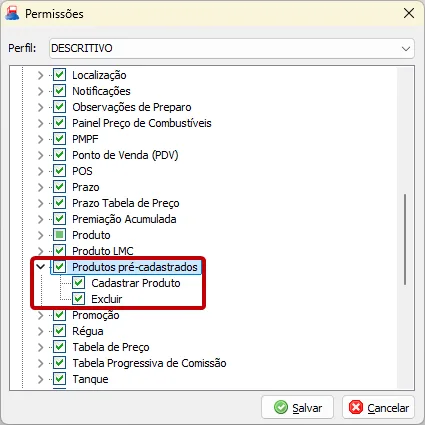 Permissões
Perfil: DESCRITIVO
Localização
Notificações
Observações de Preparo
Painel Preço de Combustíveis
PMPF
Ponto de Venda (PDV)
POS
Prazo
Prazo Tabela de Preço
Premiação Acumulada
Produto
Produto LMC
Produtos pré-cadastrados
Cadastrar Produto
Excluir
Promoção
Régua
Tabela de Preço
Tabela Progressiva de Comissão
Tanque
Salvar Cancelar